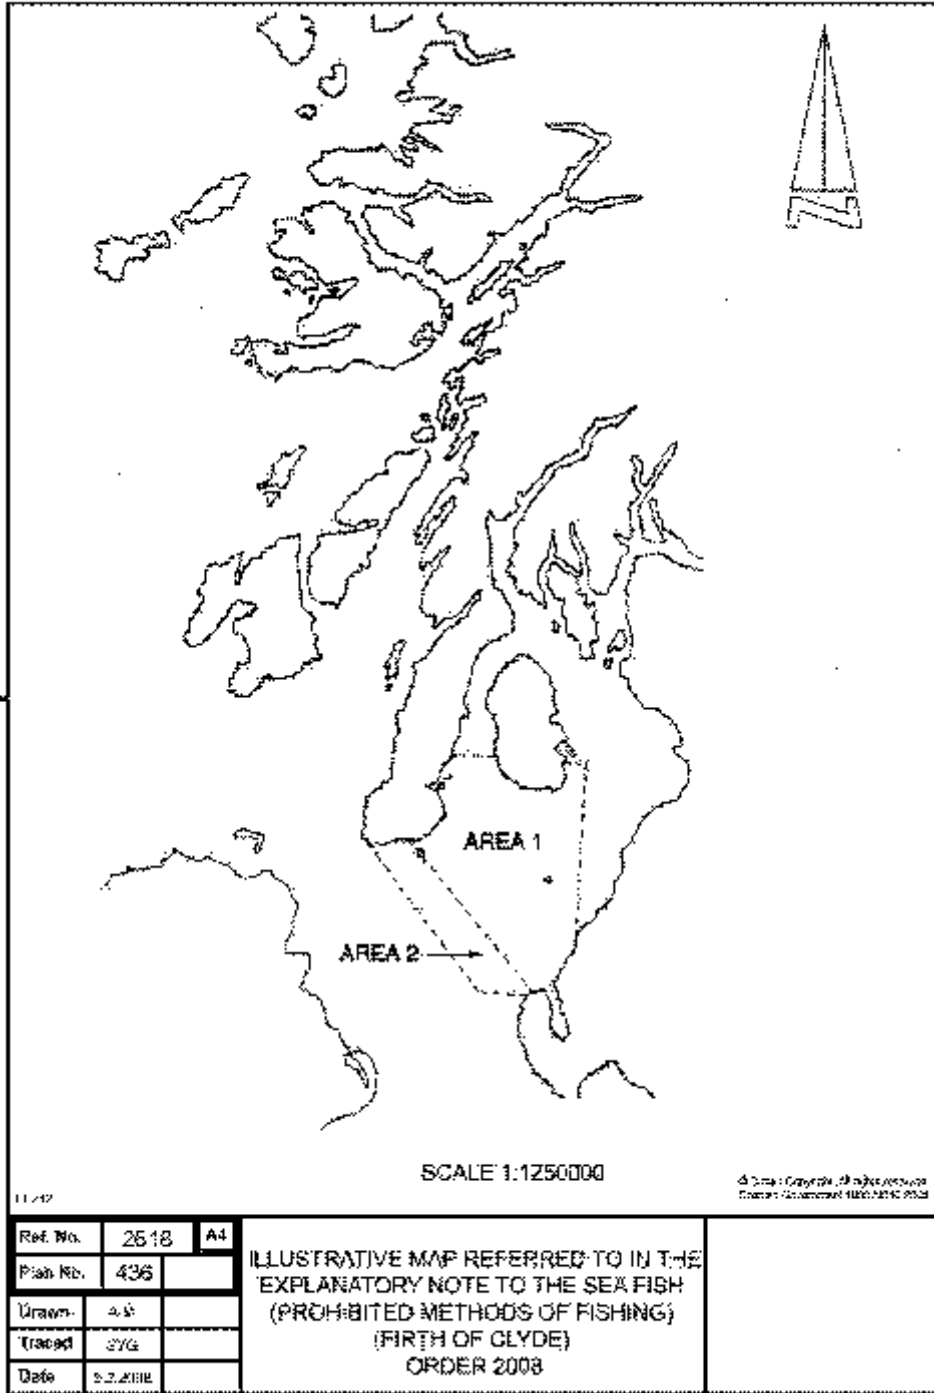 N
AREA 1
AREA 2
SCALE 1:1250000
Ref. No. 2618 A4
Plan No. 436
Drawn
Traced
Date
ILLUSTRATIVE MAP REFERRED TO IN THE
EXPLANATORY NOTE TO THE SEA FISH
(PROHIBITED METHODS OF FISHING)
(FIRTH OF CLYDE)
ORDER 2008